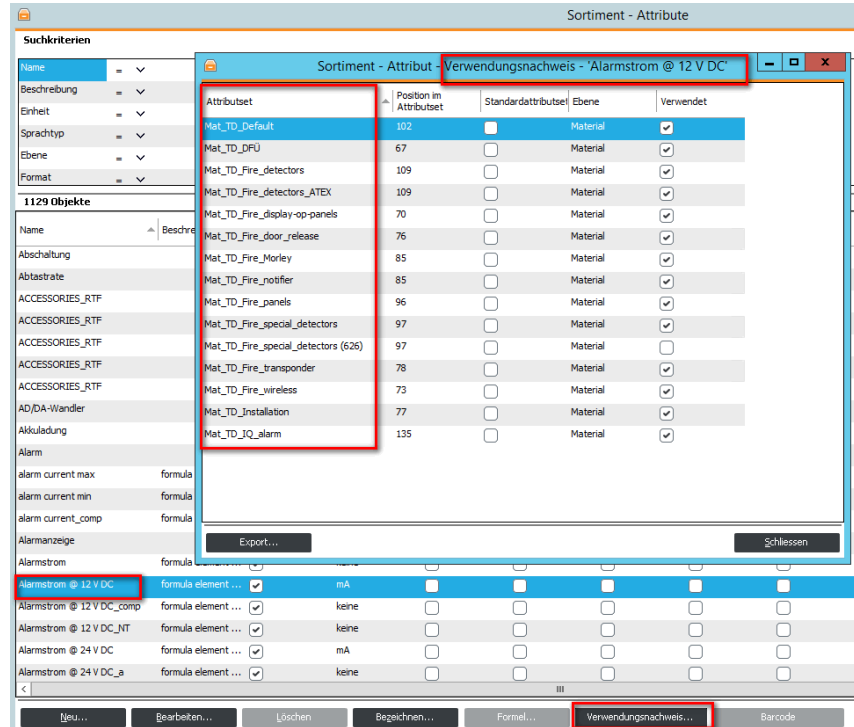 Sortiment - Attribute
Suchkriterien
Name = 
Beschreibung =
Einheit =
Sprachtyp =
Ebene =
Format =
1129 Objekte
Name Beschre
Abschaltung
Abtastrate
ACCESSORIES_RTF
ACCESSORIES_RTF
ACCESSORIES_RTF
ACCESSORIES_RTF
ACCESSORIES_RTF
AD/DA-Wandler
Akkuladung
Alarm
alarm current max formula
alarm current min formula
alarm current_comp formula
Alarmanzeige
Sortiment - Attribut - Verwendungsnachweis - 'Alarmstrom @ 12 V DC'
Attributset Position im Attributset Standardattributset Ebene Verwendet
Mat_TD_Default 102 Material
Mat_TD_DFÜ 67 Material
Mat_TD_Fire_detectors 109 Material
Mat_TD_Fire_detectors_ATEX 109 Material
Mat_TD_Fire_display-op-panels 70 Material
Mat_TD_Fire_door_release 76 Material
Mat_TD_Fire_Morley 85 Material
Mat_TD_Fire_notifier 85 Material
Mat_TD_Fire_panels 96 Material
Mat_TD_Fire_special_detectors 97 Material
Mat_TD_Fire_special_detectors (626) 97 Material
Mat_TD_Fire_transponder 78 Material
Mat_TD_Fire_wireless 73 Material
Mat_TD_Installation 77 Material
Mat_TD_IQ_alarm 135 Material
Export... Schliessen
Alarmstrom formula keine
Alarmstrom @ 12 V DC formula element ... mA
Alarmstrom @ 12 V DC_comp formula element ... keine
Alarmstrom @ 12 V DC_NT formula element ... keine
Alarmstrom @ 24 V DC formula element ... mA
Alarmstrom @ 24 V DC_a formula element ... keine
Neu... Bearbeiten... Löschen Bezeichnen... Formel... Verwendungsnachweis... Barcode